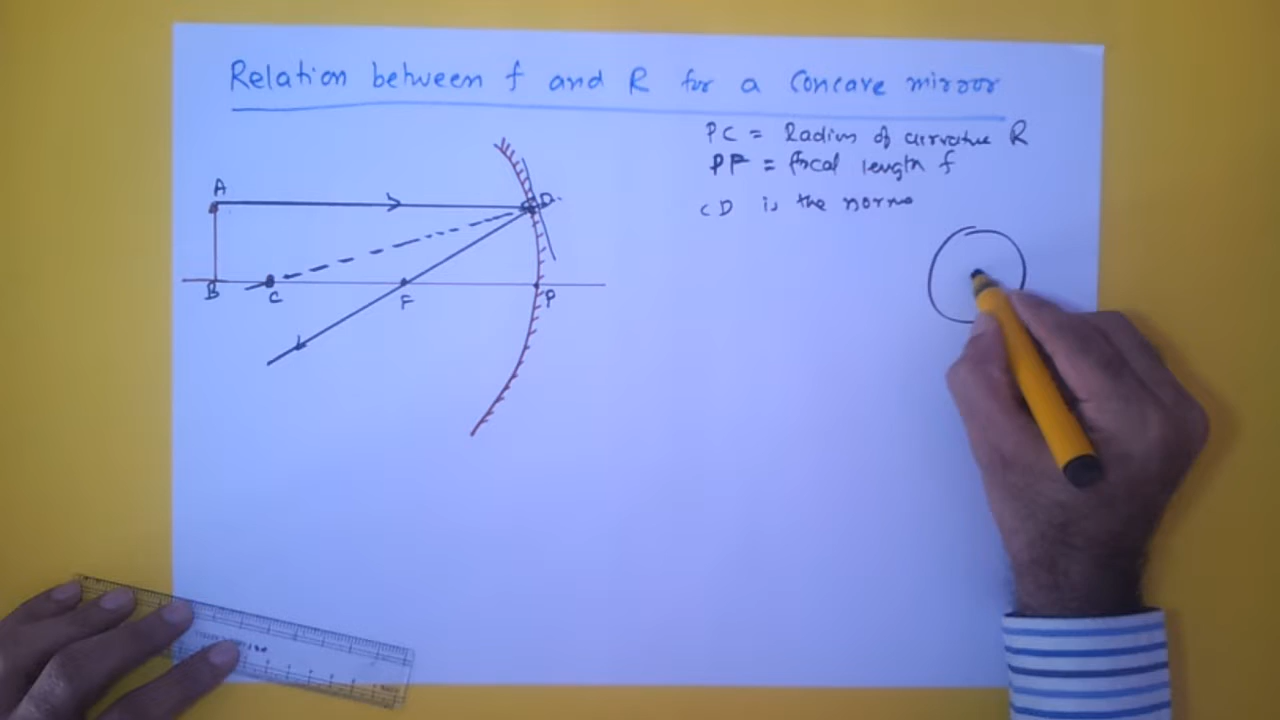 Relation between f and R for a Concave mirror
PC = Radius of curvature R
PF = focal length f
CD is the norma
A
D
B
C
F
P